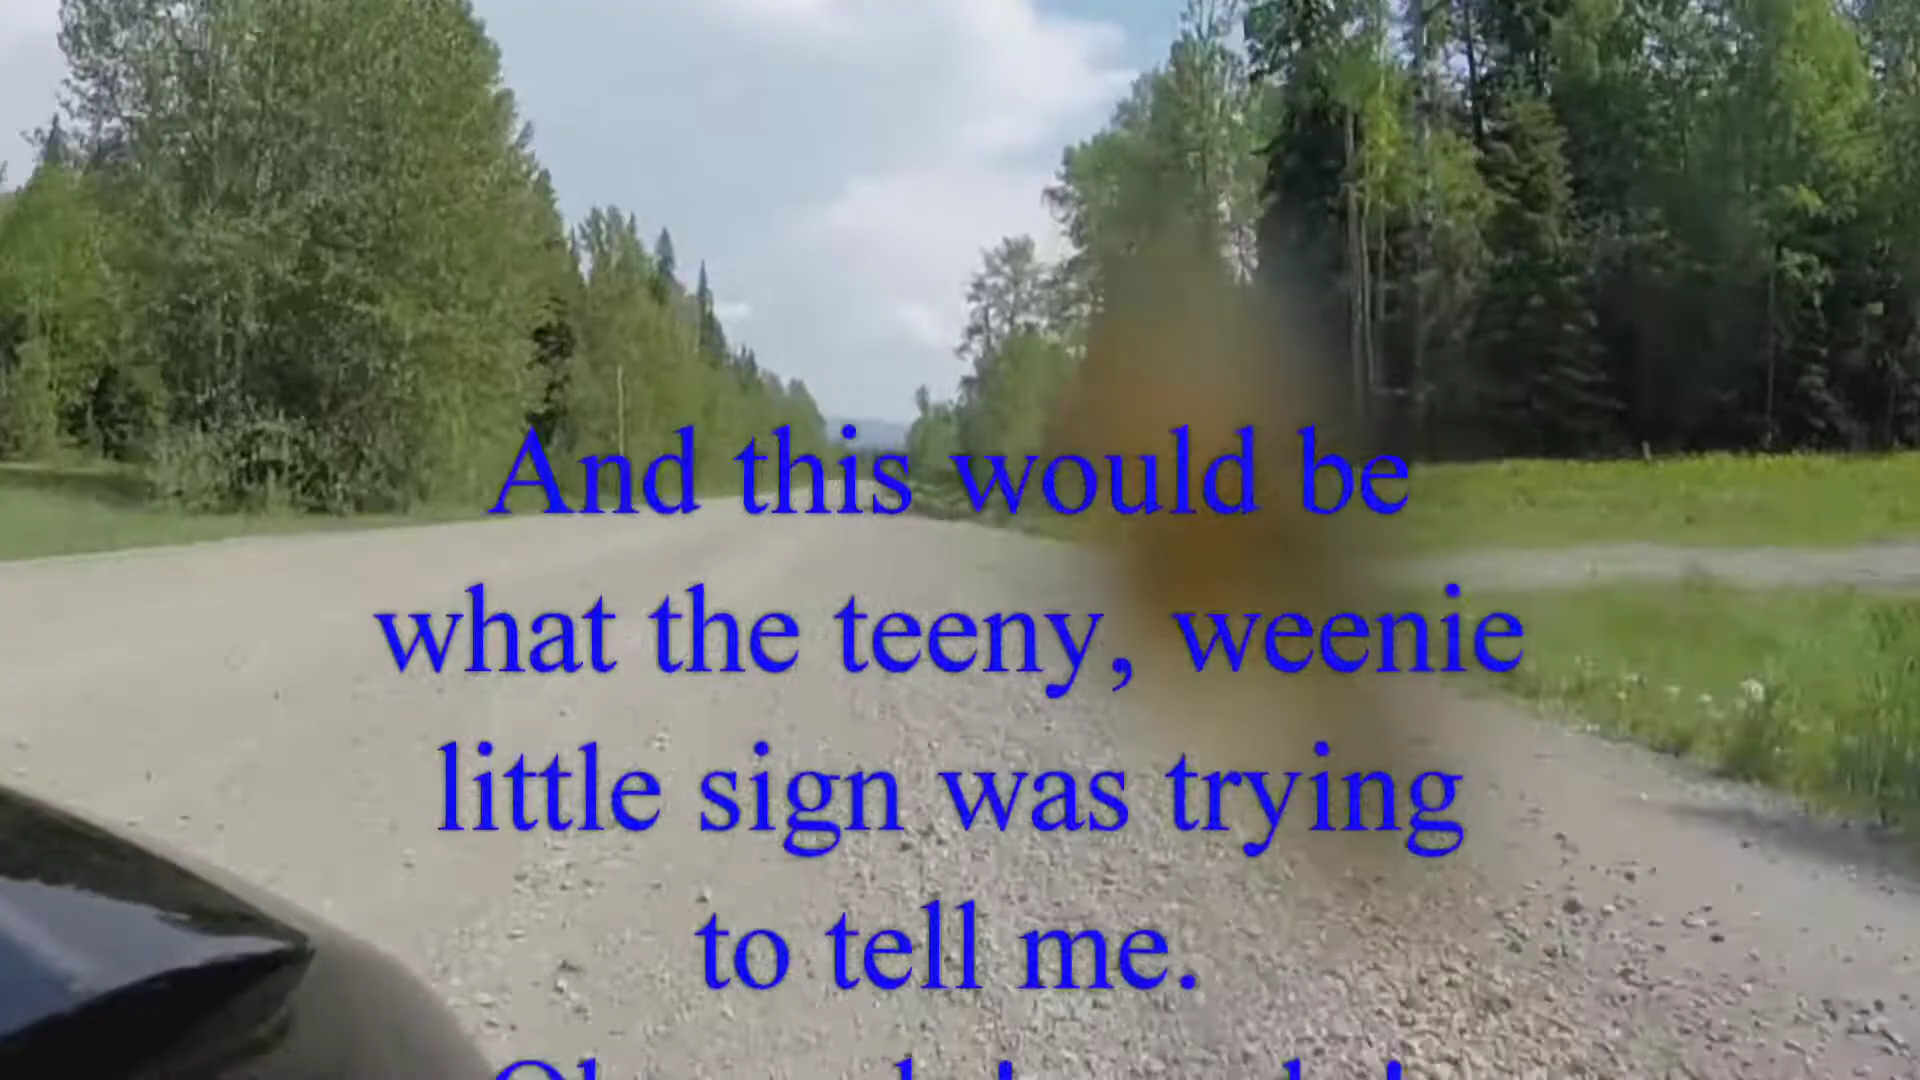 And this would be
what the teeny, weenie
little sign was trying
to tell me.